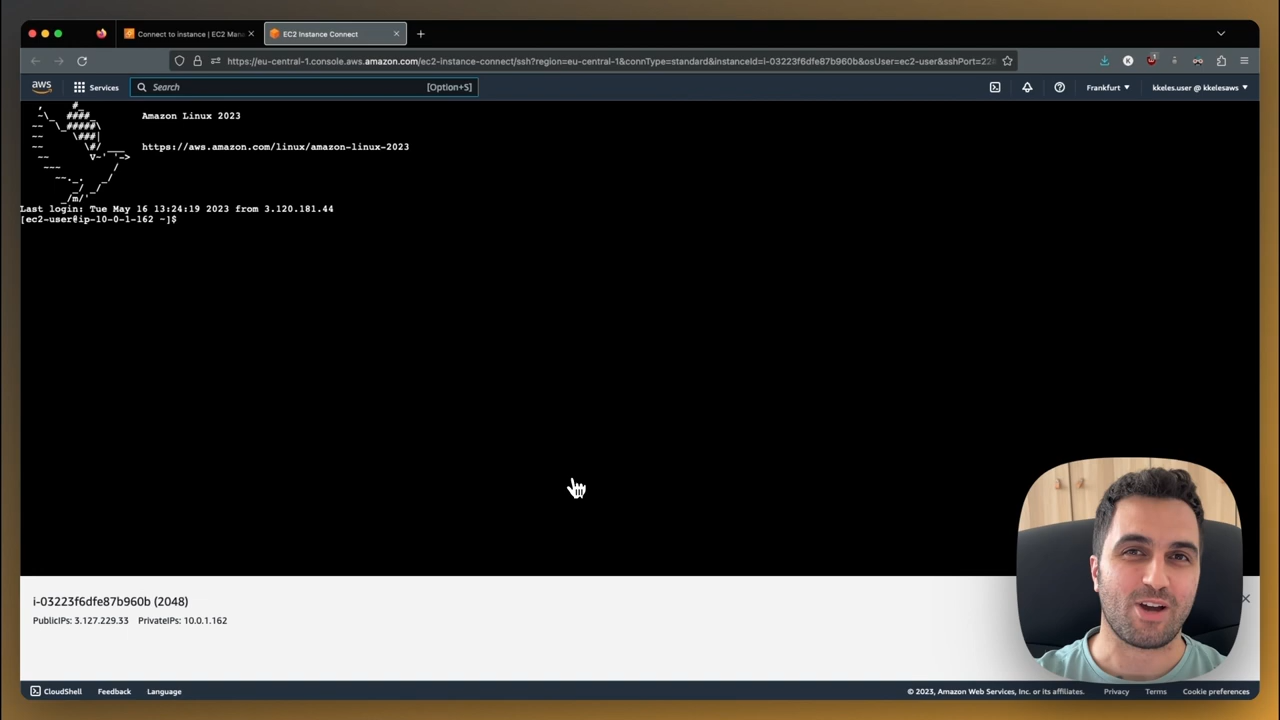 Connect to instance | EC2 Man
EC2 Instance Connect
https://eu-central-1.console.aws.amazon.com/ec2-instance-connect/ssh?region=eu-central-1&connType=standard&instanceId=i-03223f6dfe87b960b&osUser=ec2-user&sshPort=22
aws Services Search [Option+S] Frankfurt kkeles.user @ kkelesaws
,     #_
~\_  ####_        Amazon Linux 2023
~~  \_#####\
~~     \###|
~~       \#/ ___   https://aws.amazon.com/linux/amazon-linux-2023
~~       V~' '->
~~~         /
~~._.   _/
_/ _/
_/m/'
Last login: Tue May 16 13:24:19 2023 from 3.120.181.44
[ec2-user@ip-10-0-1-162 ~]$
i-03223f6dfe87b960b (2048)
PublicIPs: 3.127.229.33 PrivateIPs: 10.0.1.162
CloudShell Feedback Language © 2023, Amazon Web Services, Inc. or its affiliates. Privacy Terms Cookie preferences